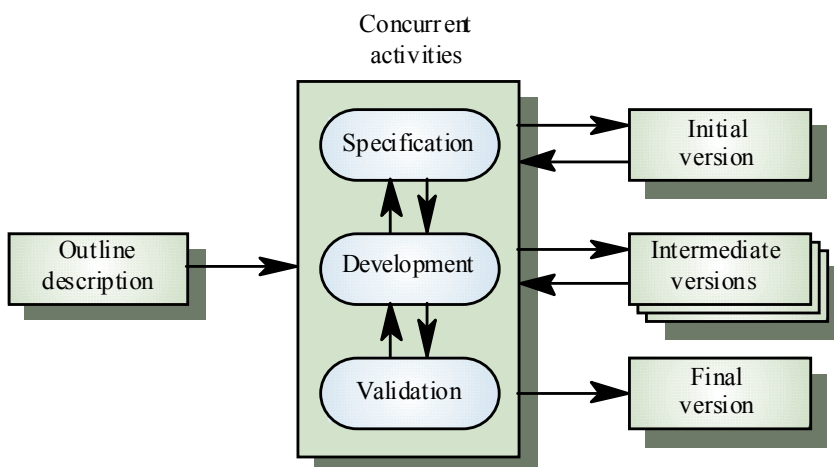 Concurrent
activities
Specification
Initial
version
Outline
description
Development
Intermediate
versions
Validation
Final
version